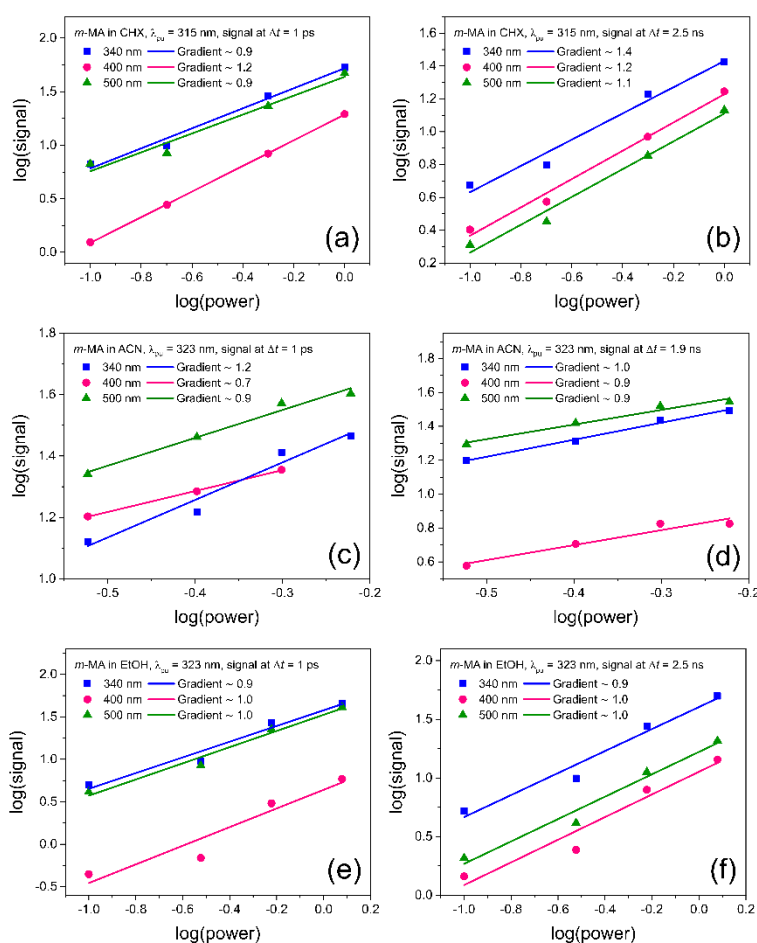 (a)
m-MA in CHX, λpu = 315 nm, signal at Δt = 1 ps
340 nm Gradient ~ 0.9
400 nm Gradient ~ 1.2
500 nm Gradient ~ 0.9
log(signal)
2.0
1.5
1.0
0.5
0.0
-1.0 -0.8 -0.6 -0.4 -0.2 0.0
log(power)
(b)
m-MA in CHX, λpu = 315 nm, signal at Δt = 2.5 ns
340 nm Gradient ~ 1.4
400 nm Gradient ~ 1.2
500 nm Gradient ~ 1.1
log(signal)
1.6
1.4
1.2
1.0
0.8
0.6
0.4
0.2
-1.0 -0.8 -0.6 -0.4 -0.2 0.0
log(power)
(c)
m-MA in ACN, λpu = 323 nm, signal at Δt = 1 ps
340 nm Gradient ~ 1.2
400 nm Gradient ~ 0.7
500 nm Gradient ~ 0.9
log(signal)
1.8
1.6
1.4
1.2
1.0
-0.5 -0.4 -0.3 -0.2
log(power)
(d)
m-MA in ACN, λpu = 323 nm, signal at Δt = 1.9 ns
340 nm Gradient ~ 1.0
400 nm Gradient ~ 0.9
500 nm Gradient ~ 0.9
log(signal)
1.8
1.6
1.4
1.2
1.0
0.8
0.6
-0.5 -0.4 -0.3 -0.2
log(power)
(e)
m-MA in EtOH, λpu = 323 nm, signal at Δt = 1 ps
340 nm Gradient ~ 0.9
400 nm Gradient ~ 1.0
500 nm Gradient ~ 1.0
log(signal)
2.0
1.5
1.0
0.5
0.0
-0.5
-1.0 -0.8 -0.6 -0.4 -0.2 0.0 0.2
log(power)
(f)
m-MA in EtOH, λpu = 323 nm, signal at Δt = 2.5 ns
340 nm Gradient ~ 0.9
400 nm Gradient ~ 1.0
500 nm Gradient ~ 1.0
log(signal)
2.0
1.5
1.0
0.5
0.0
-1.0 -0.8 -0.6 -0.4 -0.2 0.0 0.2
log(power)